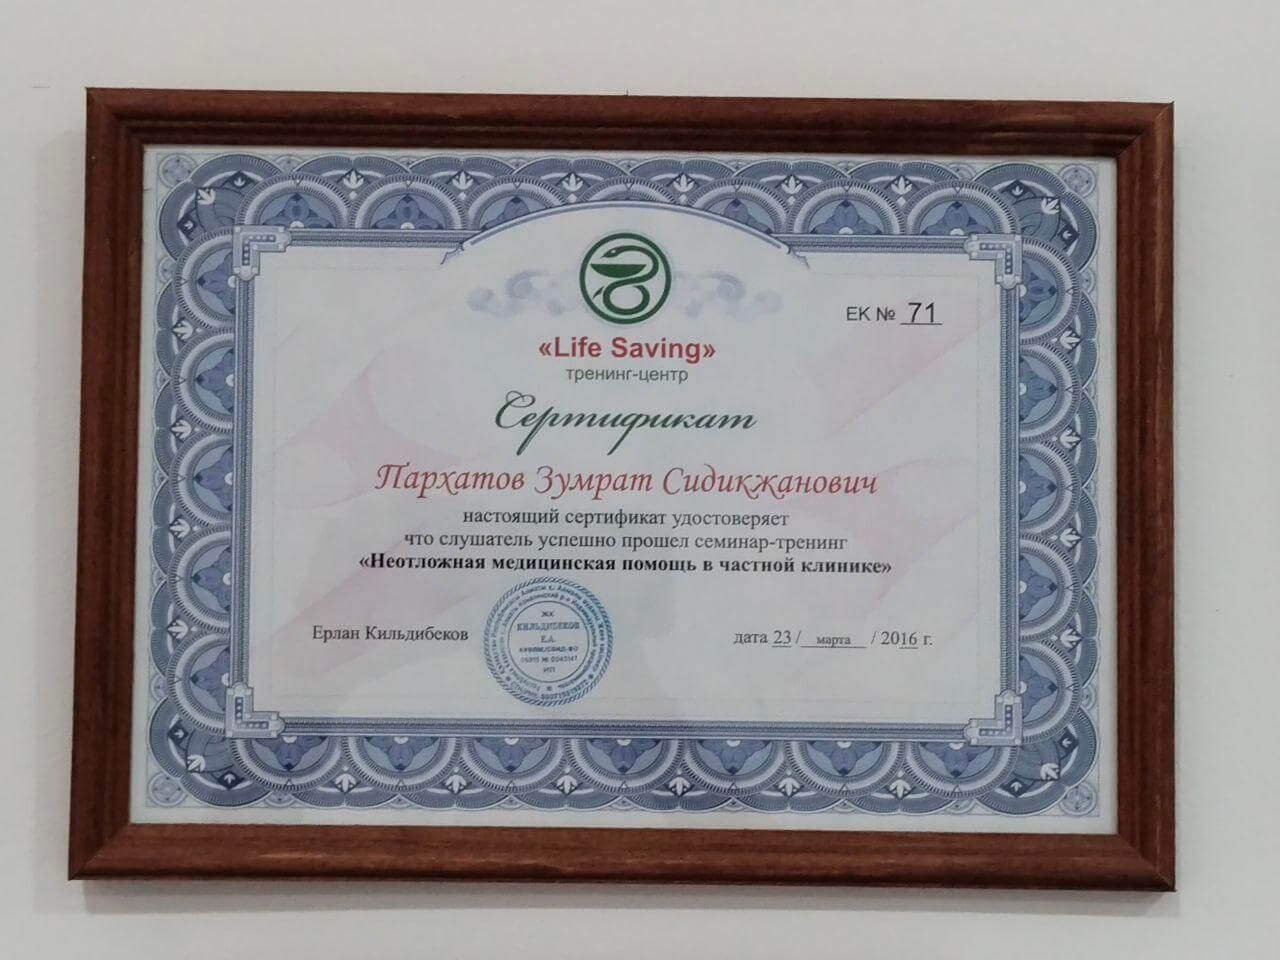 ЕК № 71
«Life Saving»
тренинг-центр
Сертификат
Пархатов Зумрат Сидикжанович
настоящий сертификат удостоверяет
что слушатель успешно прошел семинар-тренинг
«Неотложная медицинская помощь в частной клинике»
Ерлан Кильдибеков
ЖК
КИЛЬДИБЕКОВ
Е.А.
ИП
дата 23 / марта / 2016 г.